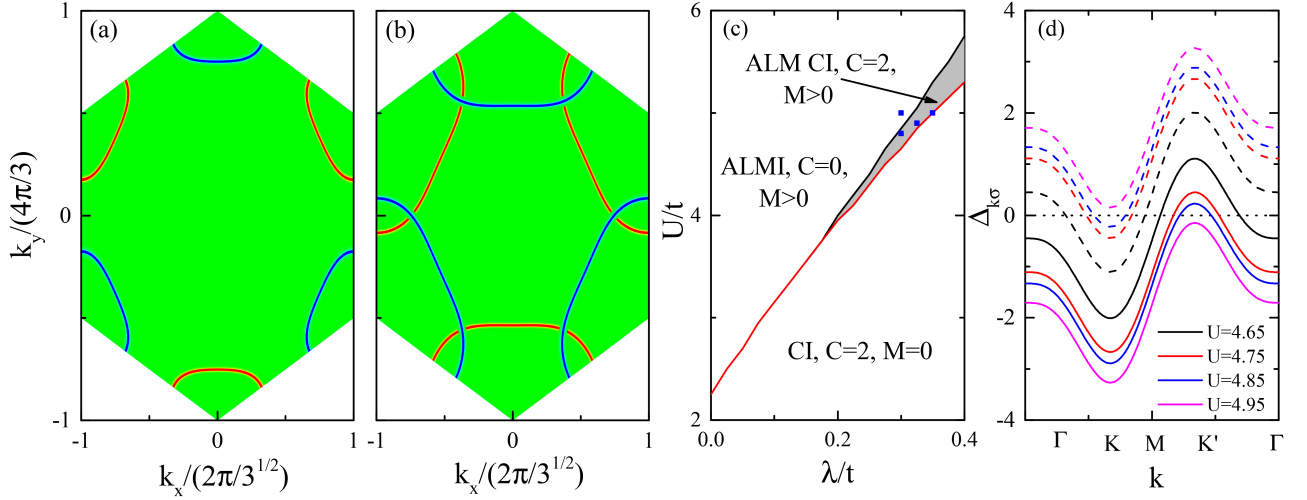 (a)
1
0
-1
k_y/(4π/3)
-1
0
1
k_x/(2π/3^{1/2})
(b)
-1
0
1
k_x/(2π/3^{1/2})
(c)
6
4
2
U/t
ALM CI, C=2,
M>0
ALMI, C=0,
M>0
CI, C=2, M=0
0.0
0.2
0.4
λ/t
(d)
4
2
0
-2
-4
Δ_{kσ}
U=4.65
U=4.75
U=4.85
U=4.95
Γ
K
M
K'
Γ
k